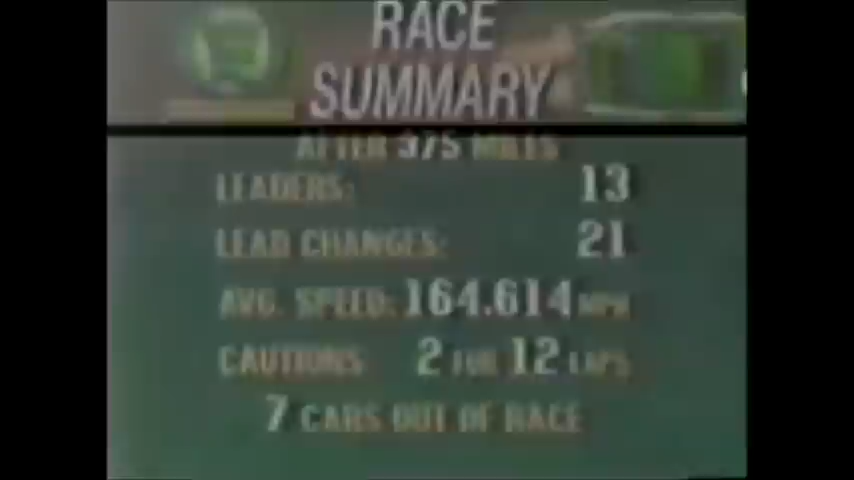 RACE
SUMMARY
AFTER 375 MILES
LEADERS: 13
LEAD CHANGES: 21
AVG. SPEED: 164.614 MPH
CAUTIONS 2 FOR 12 LAPS
7 CARS OUT OF RACE